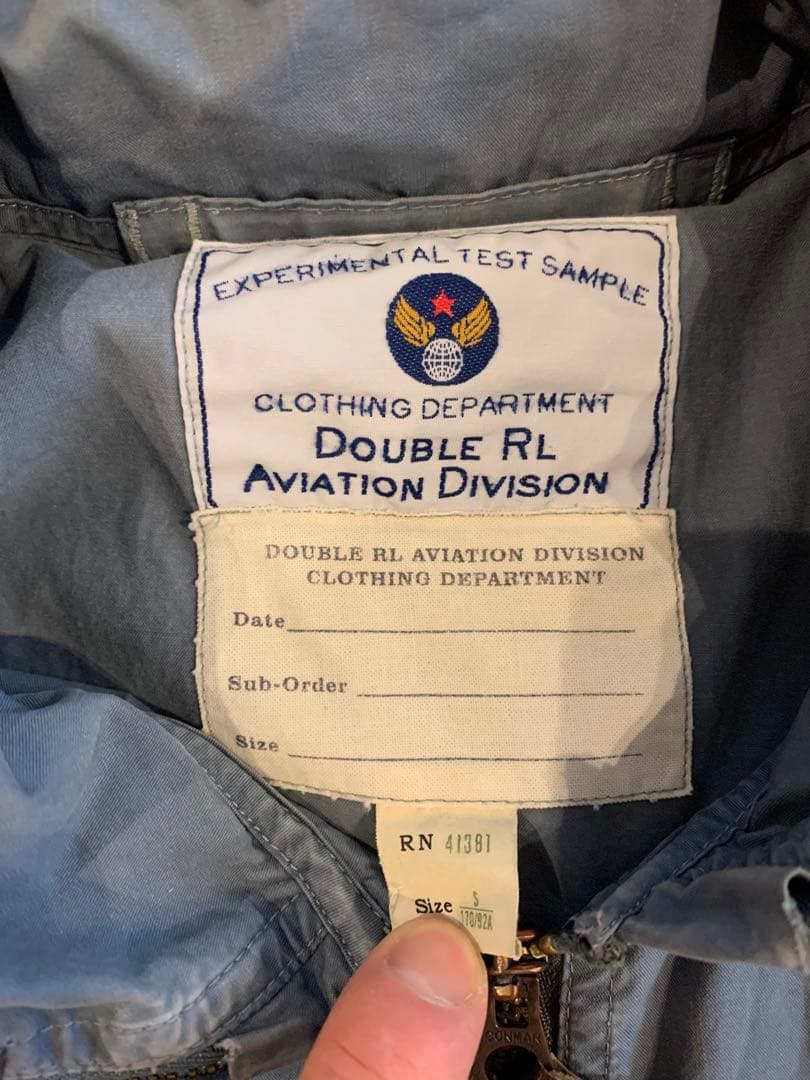 EXPERIMENTAL TEST SAMPLE
CLOTHING DEPARTMENT
DOUBLE RL
AVIATION DIVISION
DOUBLE RL AVIATION DIVISION
CLOTHING DEPARTMENT
Date
Sub-Order
Size
RN 41381
Size S
170/92A
CONMAR